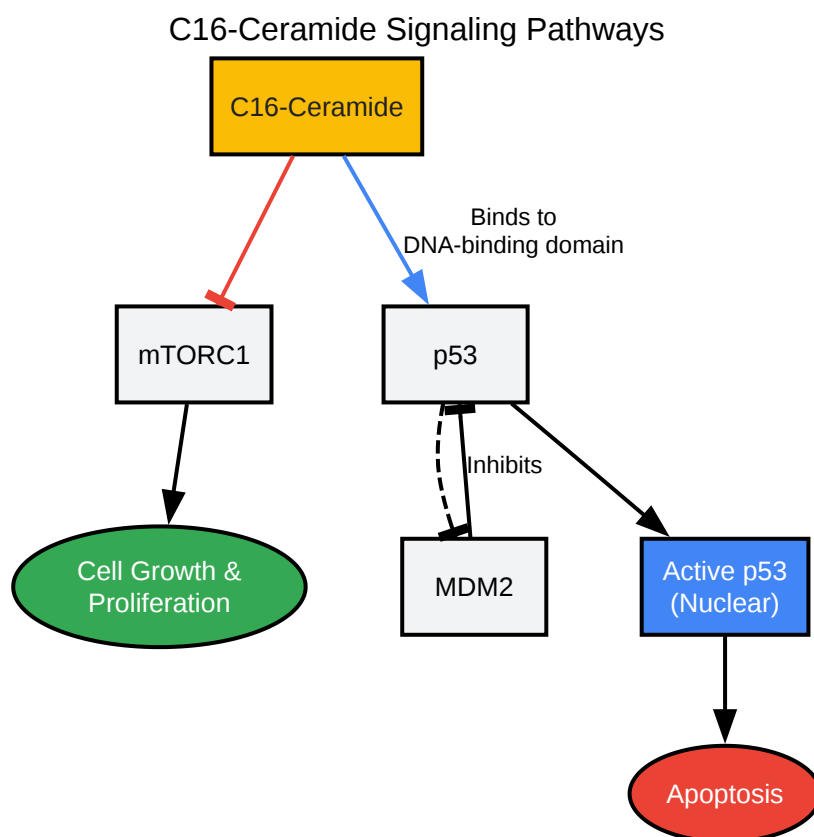 C16-Ceramide Signaling Pathways
C16-Ceramide
Binds to
DNA-binding domain
mTORC1
p53
Inhibits
Cell Growth &
Proliferation
MDM2
Active p53
(Nuclear)
Apoptosis